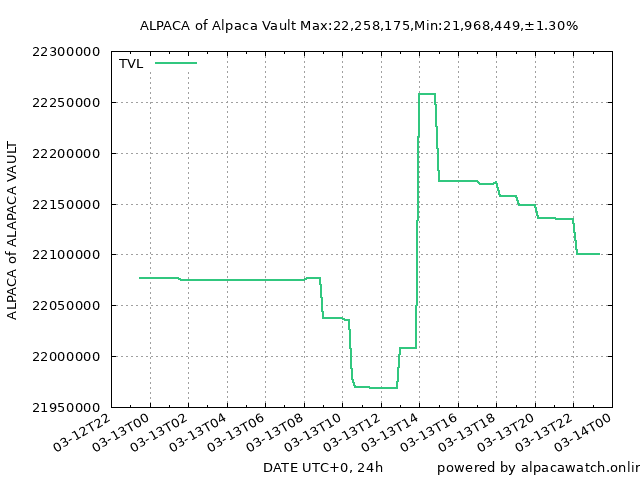 ALPACA of Alpaca Vault Max:22,258,175,Min:21,968,449,±1.30%
TVL
22300000
22250000
22200000
22150000
22100000
22050000
22000000
21950000
ALPACA of ALAPACA VAULT
03-12T22
03-13T00
03-13T02
03-13T04
03-13T06
03-13T08
03-13T10
03-13T12
03-13T14
03-13T16
03-13T18
03-13T20
03-13T22
03-14T00
DATE UTC+0, 24h
powered by alpacawatch.onlin